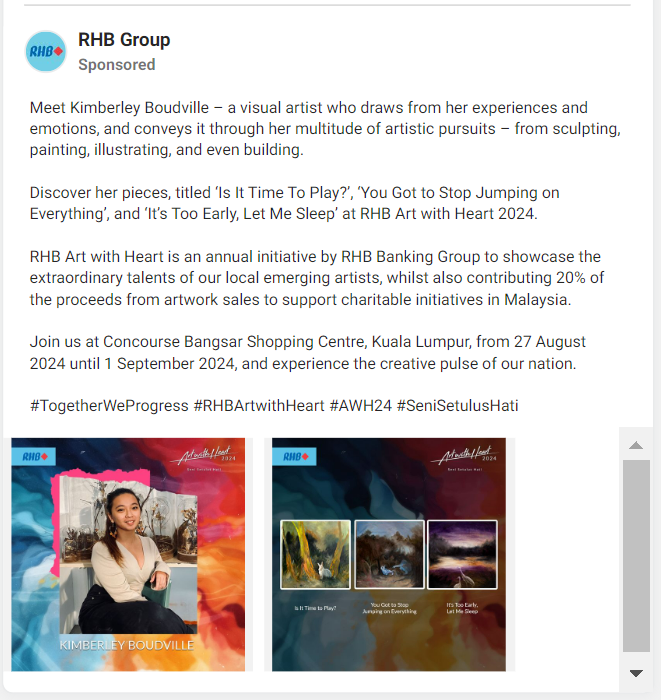 RHB
RHB Group
Sponsored
Meet Kimberley Boudville – a visual artist who draws from her experiences and
emotions, and conveys it through her multitude of artistic pursuits – from sculpting,
painting, illustrating, and even building.
Discover her pieces, titled ‘Is It Time To Play?’, ‘You Got to Stop Jumping on
Everything’, and ‘It’s Too Early, Let Me Sleep’ at RHB Art with Heart 2024.
RHB Art with Heart is an annual initiative by RHB Banking Group to showcase the
extraordinary talents of our local emerging artists, whilst also contributing 20% of
the proceeds from artwork sales to support charitable initiatives in Malaysia.
Join us at Concourse Bangsar Shopping Centre, Kuala Lumpur, from 27 August
2024 until 1 September 2024, and experience the creative pulse of our nation.
#TogetherWeProgress #RHBArtwithHeart #AWH24 #SeniSetulusHati
RHB
Art with Heart
2024
Seni Setulus Hati
KIMBERLEY BOUDVILLE
RHB
Art with Heart
2024
Seni Setulus Hati
Is It Time to Play?
You Got to Stop
Jumping on Everything
It's Too Early,
Let Me Sleep